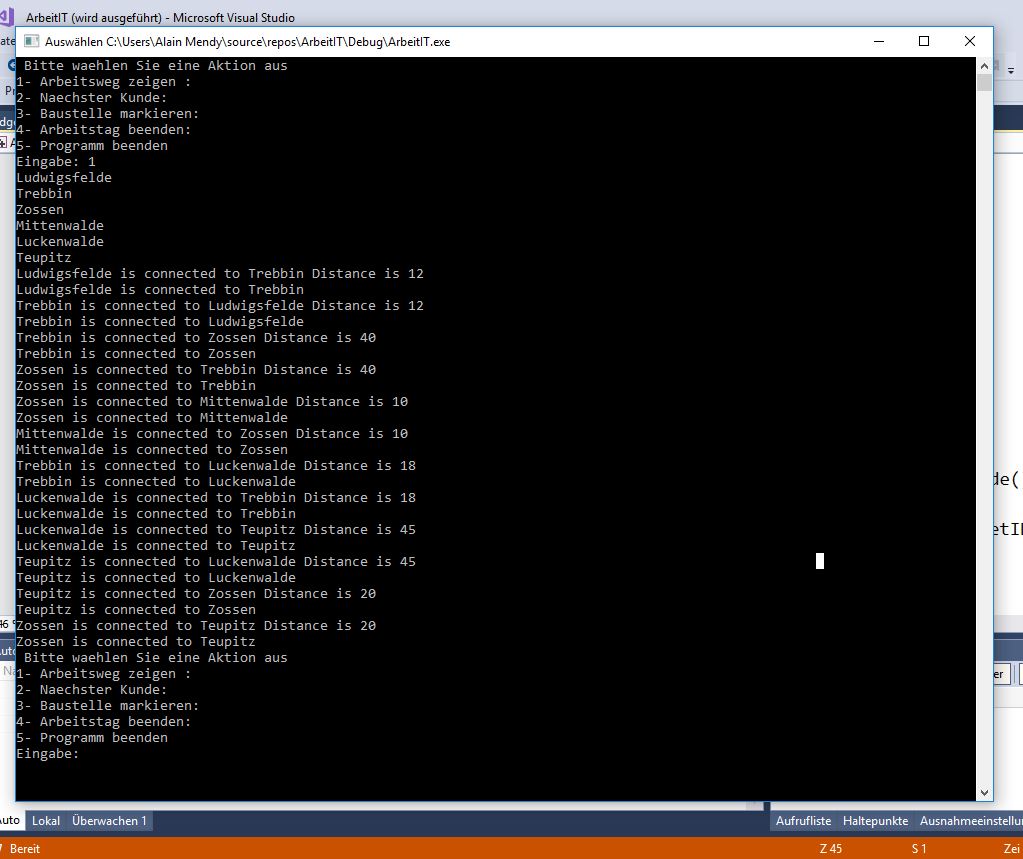 ArbeitIT (wird ausgeführt) - Microsoft Visual Studio
Auswählen C:\Users\Alain Mendy\source\repos\ArbeitIT\Debug\ArbeitIT.exe
Bitte waehlen Sie eine Aktion aus
1- Arbeitsweg zeigen :
2- Naechster Kunde:
3- Baustelle markieren:
4- Arbeitstag beenden:
5- Programm beenden
Eingabe: 1
Ludwigsfelde
Trebbin
Zossen
Mittenwalde
Luckenwalde
Teupitz
Ludwigsfelde is connected to Trebbin Distance is 12
Ludwigsfelde is connected to Trebbin
Trebbin is connected to Ludwigsfelde Distance is 12
Trebbin is connected to Ludwigsfelde
Trebbin is connected to Zossen Distance is 40
Trebbin is connected to Zossen
Zossen is connected to Trebbin Distance is 40
Zossen is connected to Trebbin
Zossen is connected to Mittenwalde Distance is 10
Zossen is connected to Mittenwalde
Mittenwalde is connected to Zossen Distance is 10
Mittenwalde is connected to Zossen
Trebbin is connected to Luckenwalde Distance is 18
Trebbin is connected to Luckenwalde
Luckenwalde is connected to Trebbin Distance is 18
Luckenwalde is connected to Trebbin
Luckenwalde is connected to Teupitz Distance is 45
Luckenwalde is connected to Teupitz
Teupitz is connected to Luckenwalde Distance is 45
Teupitz is connected to Luckenwalde
Teupitz is connected to Zossen Distance is 20
Teupitz is connected to Zossen
Zossen is connected to Teupitz Distance is 20
Zossen is connected to Teupitz
Bitte waehlen Sie eine Aktion aus
1- Arbeitsweg zeigen :
2- Naechster Kunde:
3- Baustelle markieren:
4- Arbeitstag beenden:
5- Programm beenden
Eingabe:
de(
etI
er
uto Lokal Überwachen 1 Aufrufliste Haltepunkte Ausnahmeeinstellu
Bereit Z 45 S 1 Zei